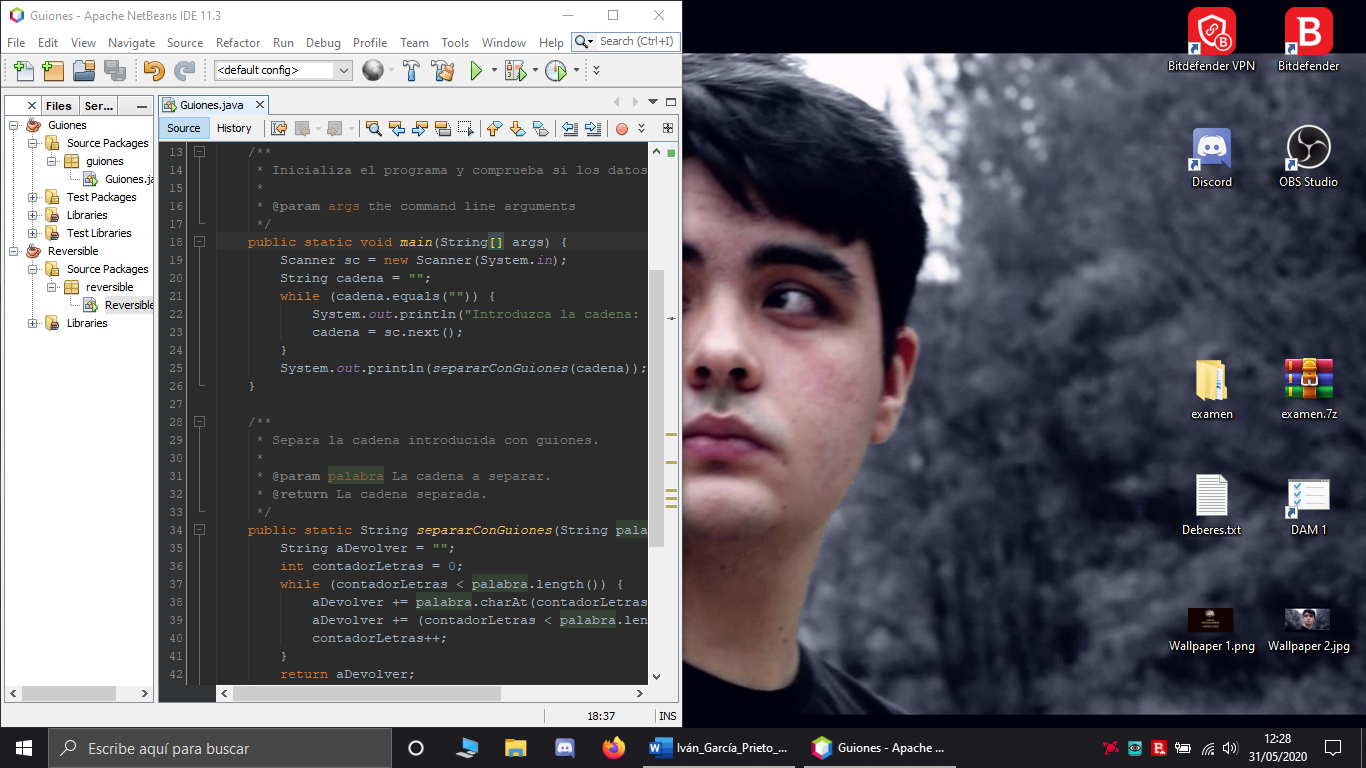 Guiones - Apache NetBeans IDE 11.3
File Edit View Navigate Source Refactor Run Debug Profile Team Tools Window Help Search (Ctrl+I)
<default config>
Files Ser...
Guiones
Source Packages
guiones
Guiones.ja
Test Packages
Libraries
Test Libraries
Reversible
Source Packages
reversible
Reversible
Libraries
Guiones.java
Source History
13 /**
14 * Inicializa el programa y comprueba si los datos
15 *
16 * @param args the command line arguments
17 */
18 public static void main(String[] args) {
19 Scanner sc = new Scanner(System.in);
20 String cadena = "";
21 while (cadena.equals("")) {
22 System.out.println("Introduzca la cadena:
23 cadena = sc.next();
24 }
25 System.out.println(separarConGuiones(cadena));
26 }
27
28 /**
29 * Separa la cadena introducida con guiones.
30 *
31 * @param palabra La cadena a separar.
32 * @return La cadena separada.
33 */
34 public static String separarConGuiones(String pala
35 String aDevolver = "";
36 int contadorLetras = 0;
37 while (contadorLetras < palabra.length()) {
38 aDevolver += palabra.charAt(contadorLetras
39 aDevolver += (contadorLetras < palabra.len
40 contadorLetras++;
41 }
42 return aDevolver;
18:37 INS
Bitdefender VPN
Bitdefender
Discord
OBS Studio
examen
examen.7z
Deberes.txt
DAM 1
Wallpaper 1.png
Wallpaper 2.jpg
Escribe aquí para buscar
Iván_García_Prieto_...
Guiones - Apache ...
12:28
31/05/2020